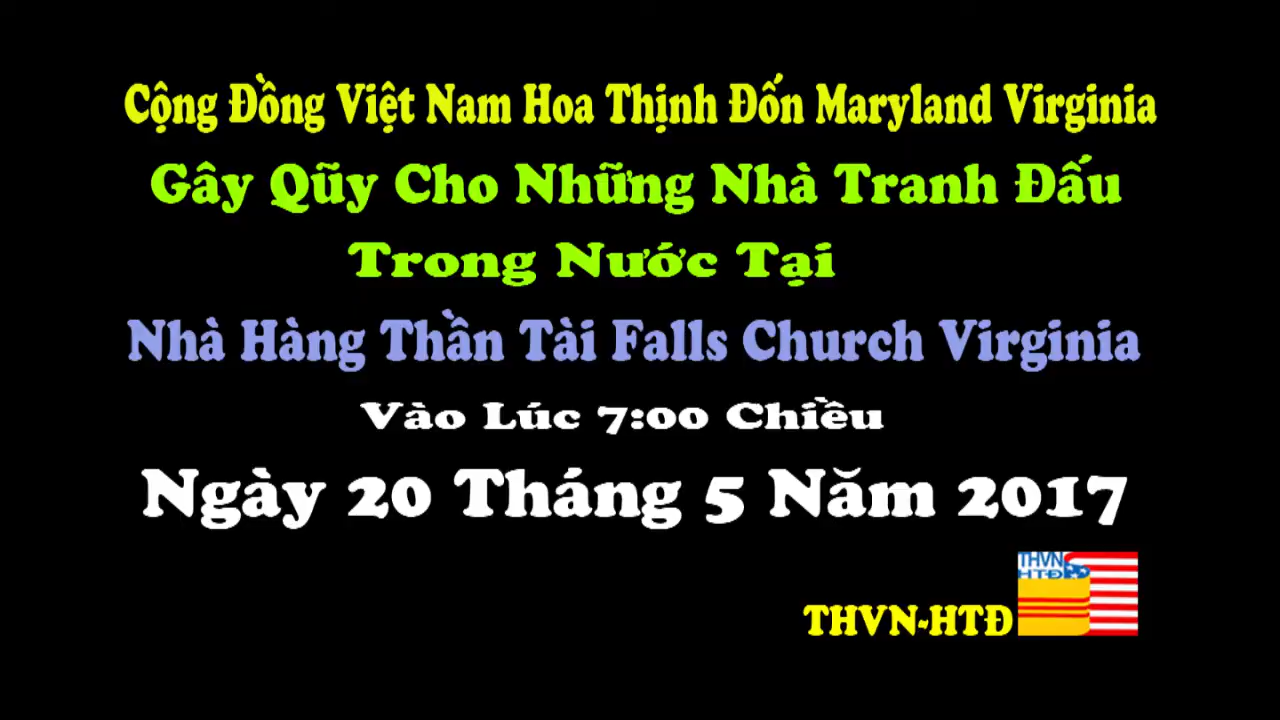 Cộng Đồng Việt Nam Hoa Thịnh Đốn Maryland Virginia
Gây Qũy Cho Những Nhà Tranh Đấu
Trong Nước Tại
Nhà Hàng Thần Tài Falls Church Virginia
Vào Lúc 7:00 Chiều
Ngày 20 Tháng 5 Năm 2017
THVN-HTĐ
THVN
HTĐ